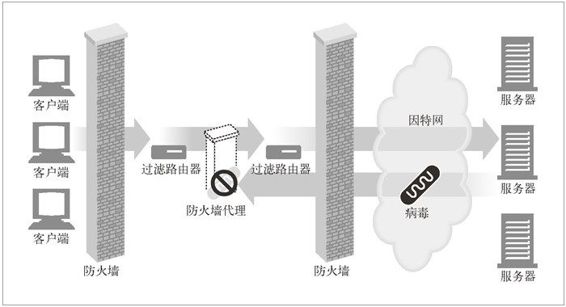 客户端
客户端
客户端
防火墙
过滤路由器
防火墙代理
过滤路由器
防火墙
因特网
病毒
服务器
服务器
服务器